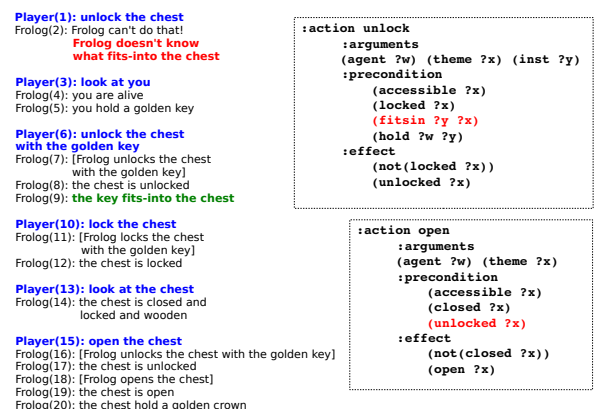 Player(1): unlock the chest
Frolog(2): Frolog can't do that!
Frolog doesn't know
what fits-into the chest
Player(3): look at you
Frolog(4): you are alive
Frolog(5): you hold a golden key
Player(6): unlock the chest
with the golden key
Frolog(7): [Frolog unlocks the chest
with the golden key]
Frolog(8): the chest is unlocked
Frolog(9): the key fits-into the chest
Player(10): lock the chest
Frolog(11): [Frolog locks the chest
with the golden key]
Frolog(12): the chest is locked
Player(13): look at the chest
Frolog(14): the chest is closed and
locked and wooden
Player(15): open the chest
Frolog(16): [Frolog unlocks the chest with the golden key]
Frolog(17): the chest is unlocked
Frolog(18): [Frolog opens the chest]
Frolog(19): the chest is open
Frolog(20): the chest hold a golden crown
:action unlock
:arguments
(agent ?w) (theme ?x) (inst ?y)
:precondition
(accessible ?x)
(locked ?x)
(fitsin ?y ?x)
(hold ?w ?y)
:effect
(not(locked ?x))
(unlocked ?x)
:action open
:arguments
(agent ?w) (theme ?x)
:precondition
(accessible ?x)
(closed ?x)
(unlocked ?x)
:effect
(not(closed ?x))
(open ?x)